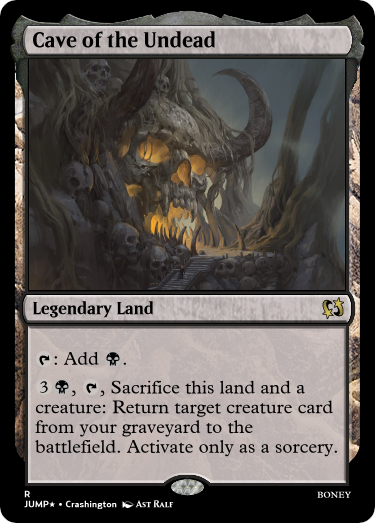 Cave of the Undead
Legendary Land
: Add .
3 , , Sacrifice this land and a
creature: Return target creature card
from your graveyard to the
battlefield. Activate only as a sorcery.
R
JUMP★ • Crashington Ast Ralf
BONEY